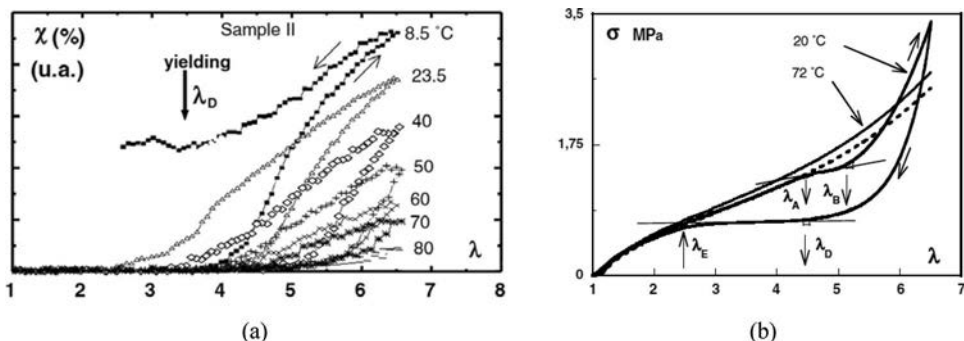 χ (%)
(u.a.)
Sample II
8.5 °C
yielding
λD
23.5
40
50
60
70
80
λ
1 2 3 4 5 6 7 8
(a)
3,5
σ MPa
20 °C
72 °C
1,75
λA
λB
λE
λD
λ
0
1 2 3 4 5 6 7
(b)